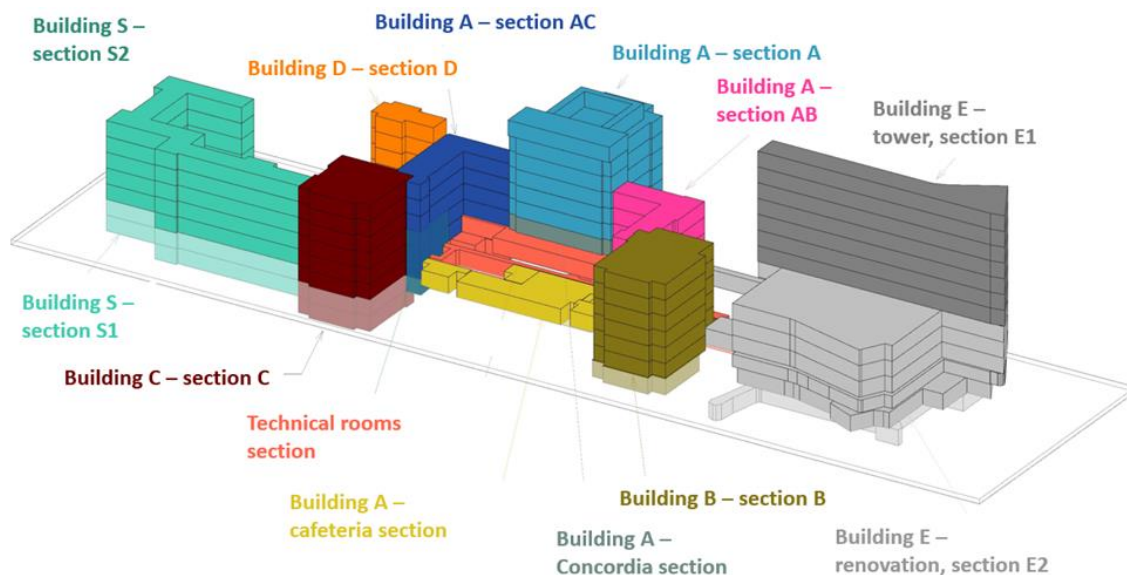 Building S –
section S2
Building A – section AC
Building D – section D
Building A – section A
Building A –
section AB
Building E –
tower, section E1
Building S –
section S1
Building C – section C
Technical rooms
section
Building A –
cafeteria section
Building B – section B
Building A –
Concordia section
Building E –
renovation, section E2